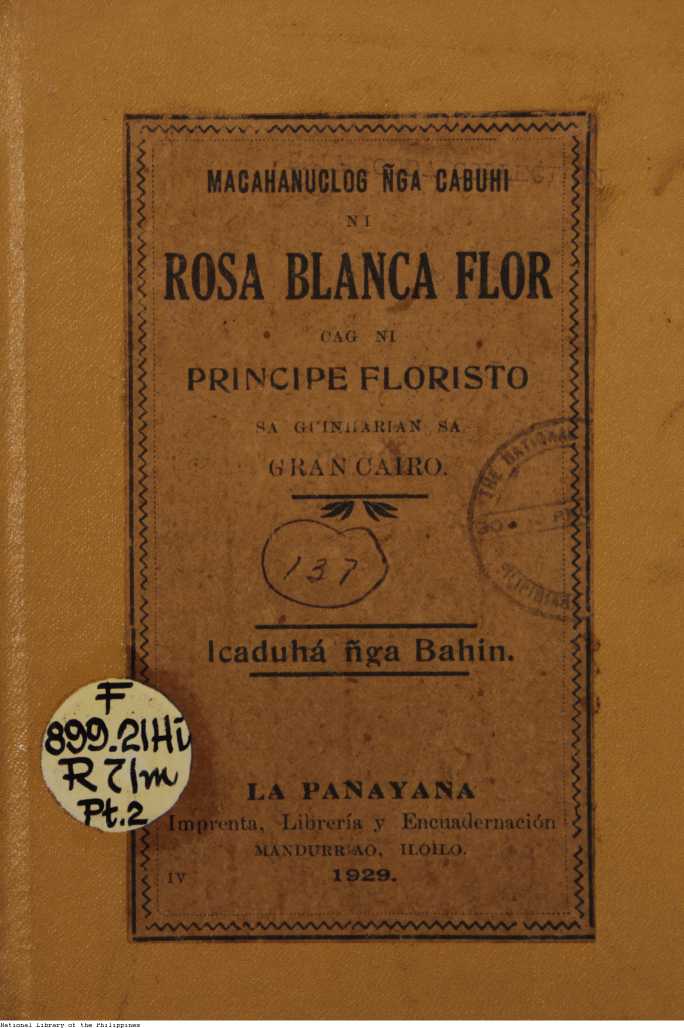 MACAHANUCLOG ÑGA CABUHI
NI
ROSA BLANCA FLOR
CAG NI
PRINCIPE FLORISTO
SA GUINHARIAN SA
GRAN CAIRO.
THE NATIONAL
137
Icaduhá ñga Bahin.
F
899.21Hi
R71m
Pt.2
LA PANAYANA
Imprenta, Librería y Encuadernación
MANDURRIAO, ILOILO.
IV
1929.
National Library of the Philippines